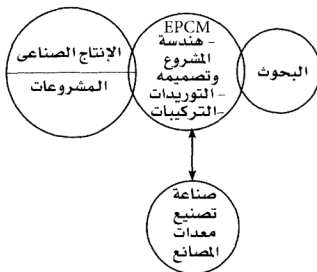 الإنتاج الصناعى
المشروعات
EPCM
- هندسة
المشروع
وتصميمه
- التوريدات
- التركيبات
البحوث
صناعة
تصنيع
معدات
المصانع